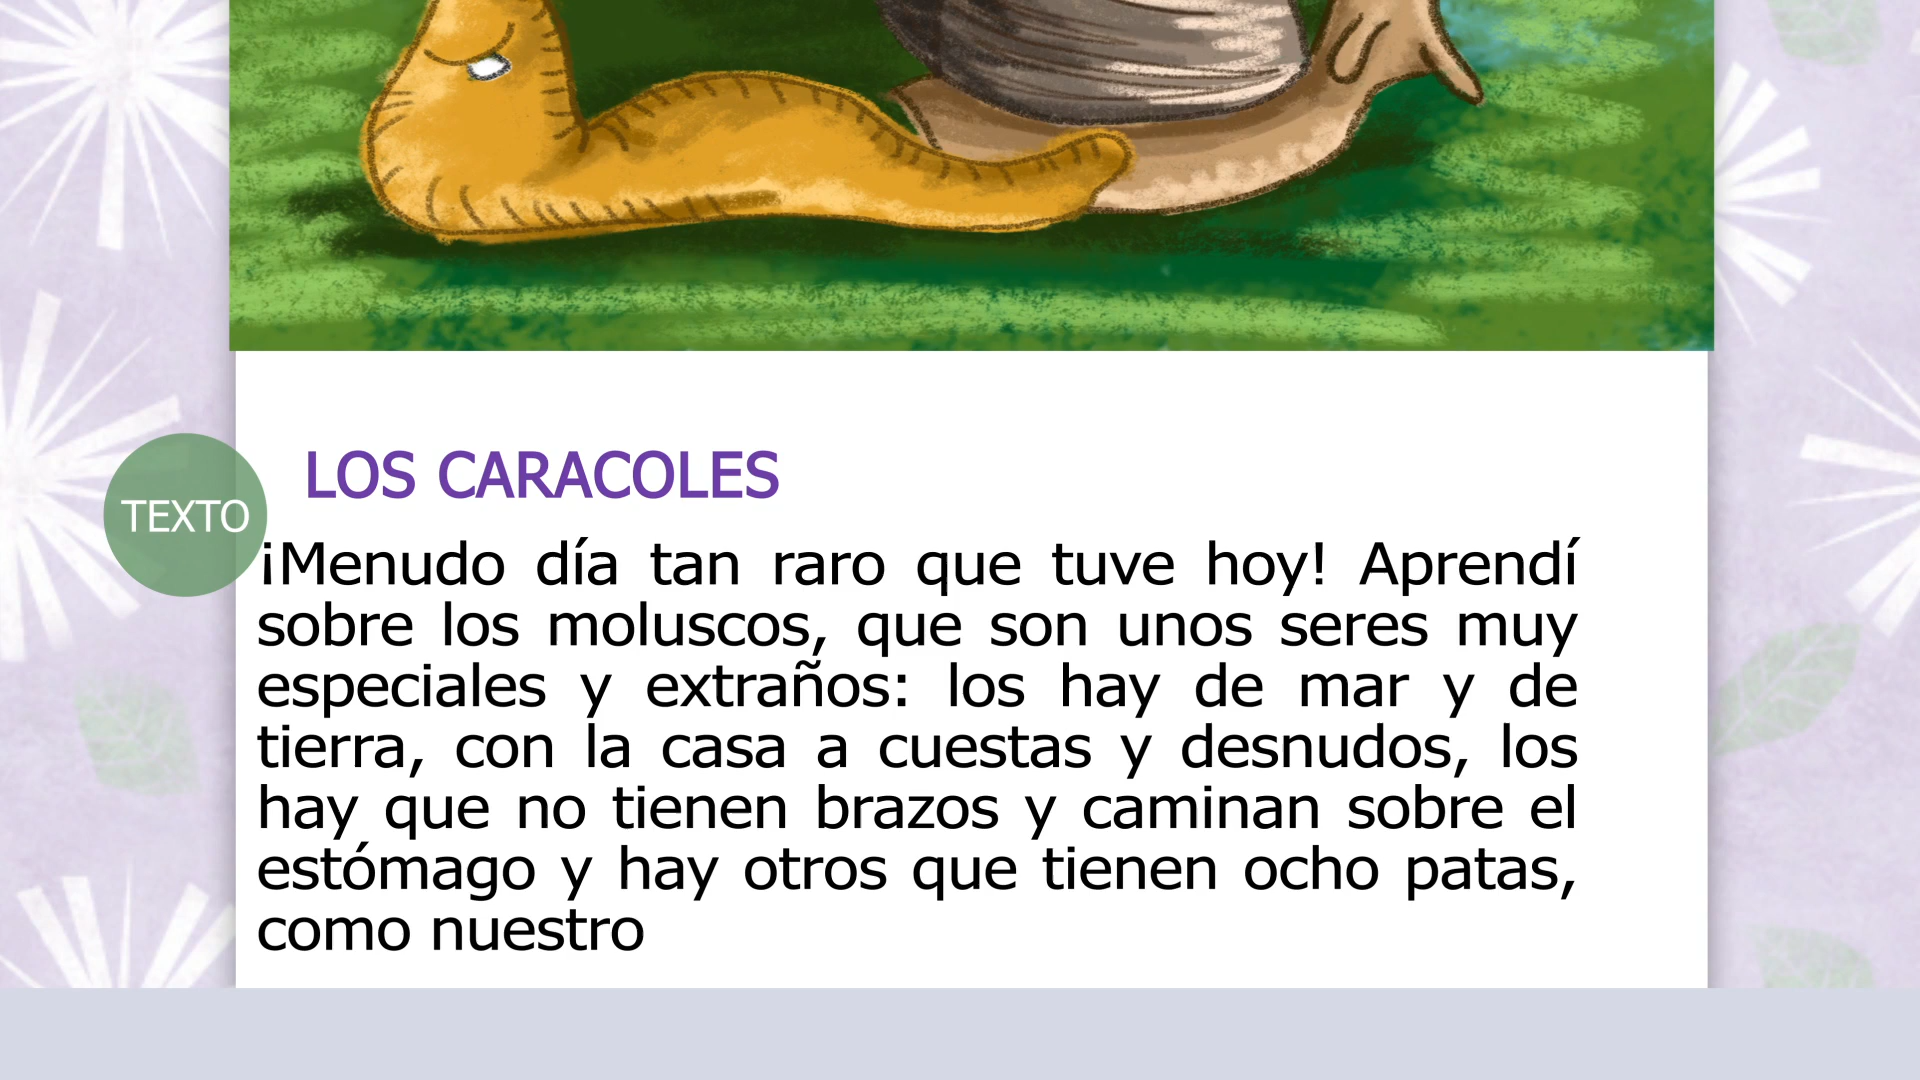 LOS CARACOLES
TEXTO
¡Menudo día tan raro que tuve hoy! Aprendí
sobre los moluscos, que son unos seres muy
especiales y extraños: los hay de mar y de
tierra, con la casa a cuestas y desnudos, los
hay que no tienen brazos y caminan sobre el
estómago y hay otros que tienen ocho patas,
como nuestro